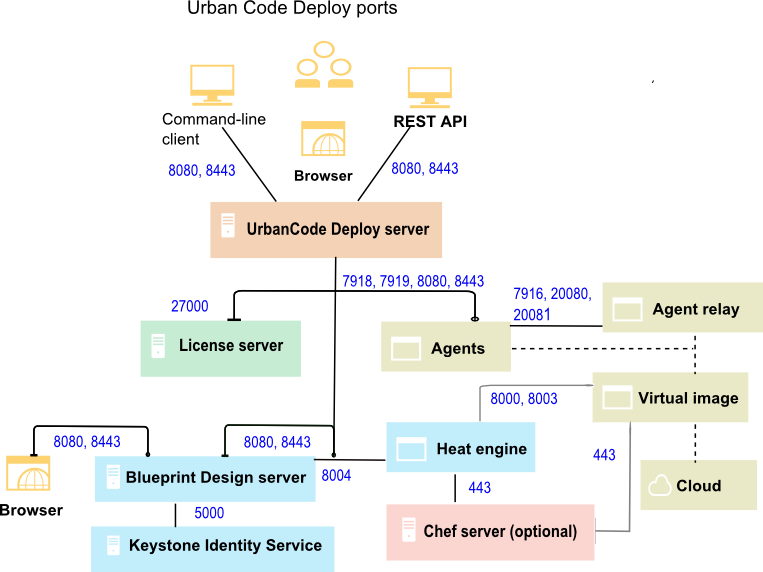 Urban Code Deploy ports
Command-line
client
REST API
Browser
8080, 8443
8080, 8443
UrbanCode Deploy server
7918, 7919, 8080, 8443
27000
7916, 20080,
20081
Agent relay
License server
Agents
8000, 8003
Virtual image
8080, 8443
8080, 8443
Heat engine
443
Blueprint Design server
8004
443
Cloud
Browser
5000
Chef server (optional)
Keystone Identity Service